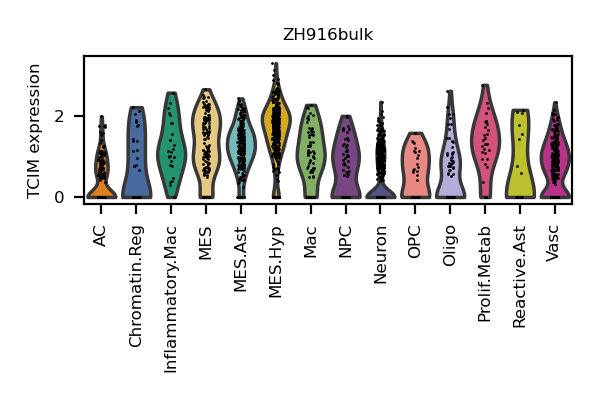 ZH916bulk
TCIM expression
2
0
AC
Chromatin.Reg
Inflammatory.Mac
MES
MES.Ast
MES.Hyp
Mac
NPC
Neuron
OPC
Oligo
Prolif.Metab
Reactive.Ast
Vasc